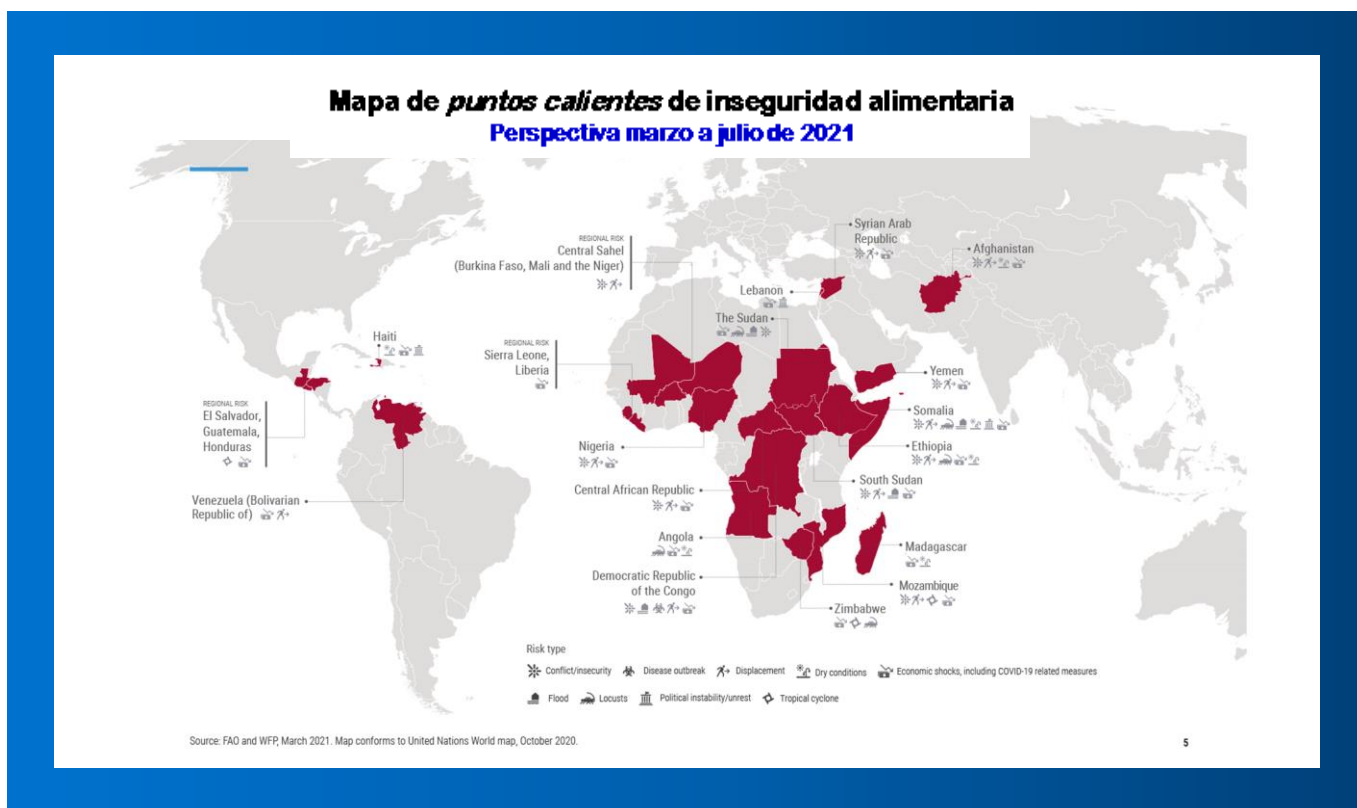 Mapa de puntos calientes de inseguridad alimentaria
Perspectiva marzo a julio de 2021
REGIONAL RISK
Central Sahel
(Burkina Faso, Mali and the Niger)
Syrian Arab
Republic
Afghanistan
Lebanon
The Sudan
Haiti
REGIONAL RISK
Sierra Leone,
Liberia
Yemen
REGIONAL RISK
El Salvador,
Guatemala,
Honduras
Somalia
Nigeria
Ethiopia
South Sudan
Central African Republic
Venezuela (Bolivarian
Republic of)
Angola
Madagascar
Democratic Republic
of the Congo
Mozambique
Zimbabwe
Risk type
Conflict/insecurity Disease outbreak Displacement Dry conditions Economic shocks, including COVID-19 related measures
Flood Locusts Political instability/unrest Tropical cyclone
Source: FAO and WFP, March 2021. Map conforms to United Nations World map, October 2020.
5